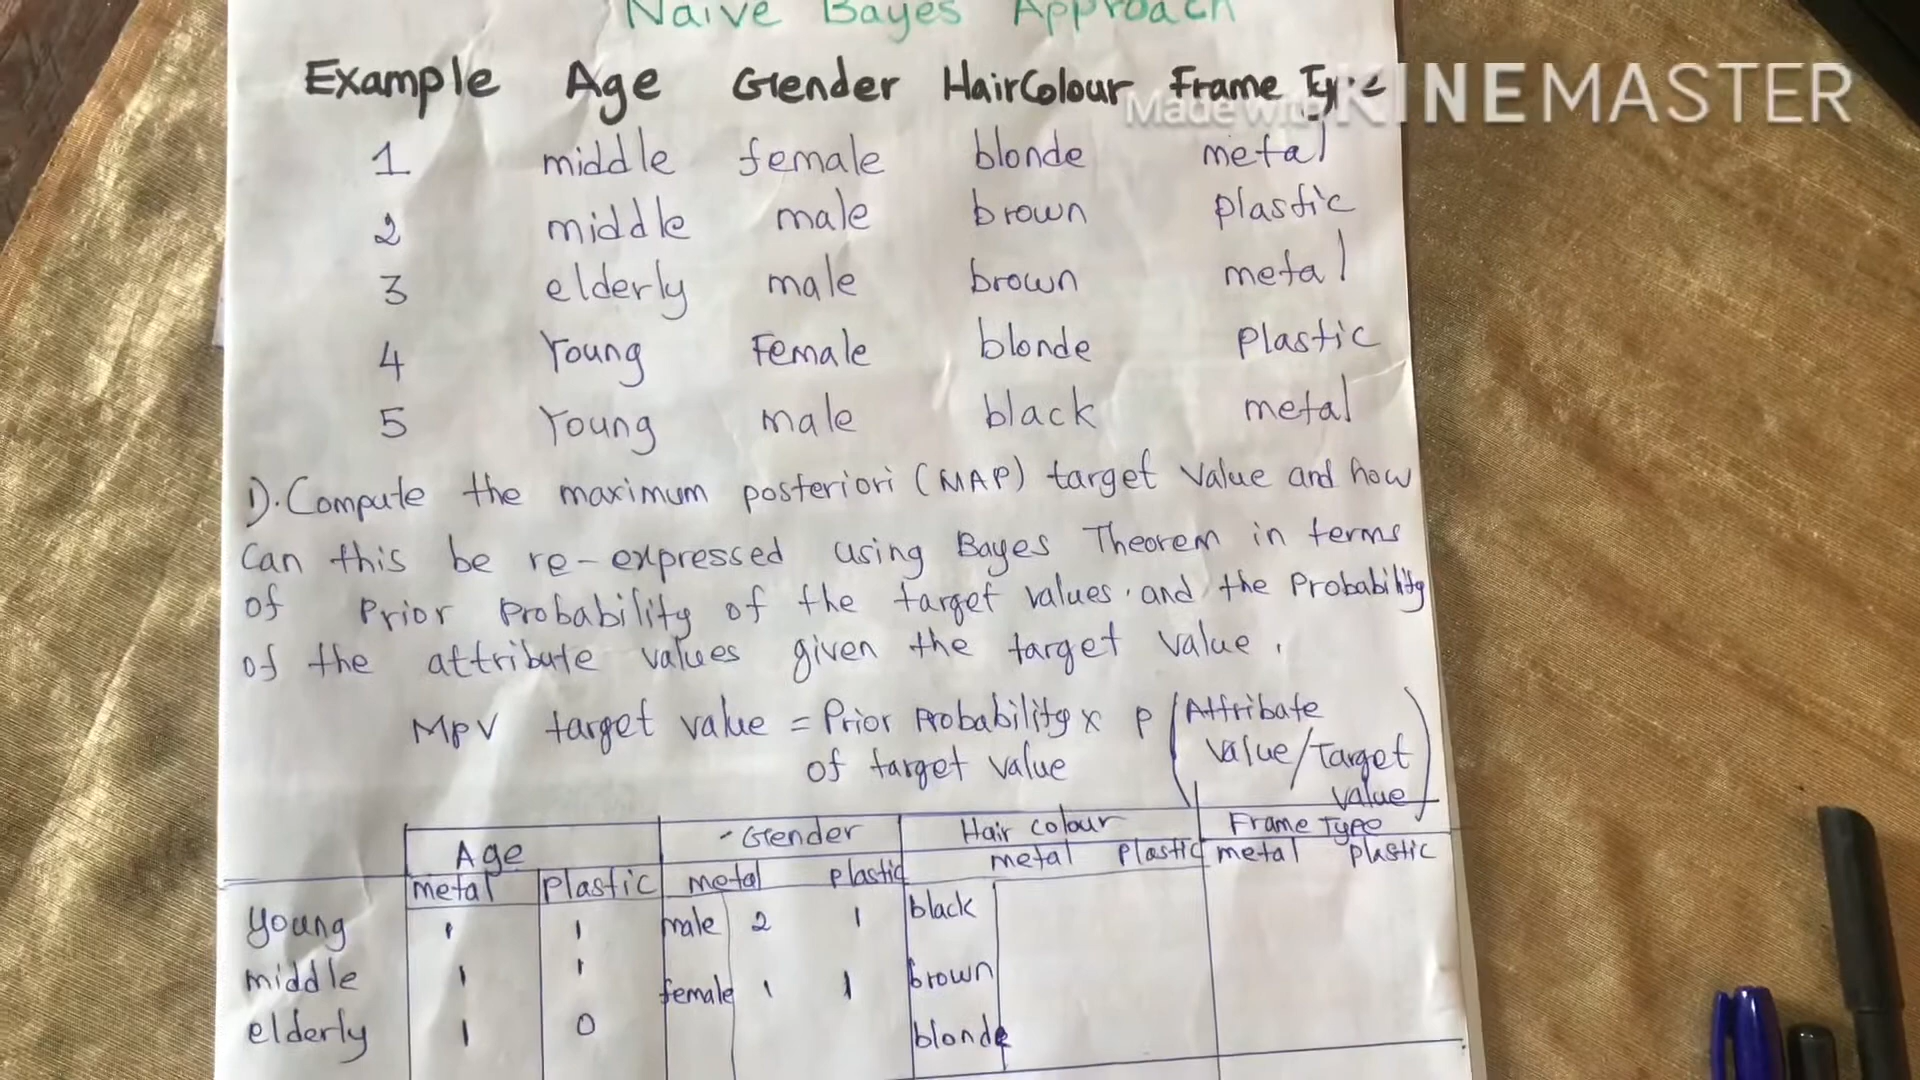 Naive Bayes Approach
Example Age Gender HairColour Frame Type
Made with KINEMASTER
1 middle female blonde metal
2 middle male brown plastic
3 elderly male brown metal
4 Young Female blonde Plastic
5 Young male black metal
1). Compute the maximum posteriori (MAP) target value and how
Can this be re-expressed using Bayes Theorem in terms
of Prior Probability of the target values. and the Probability
of the attribute values given the target value.
MPV target value = Prior Probability x P (Attribate
of target value Value/Target
value)
Age - Gender Hair colour Frame Type
metal plastic metal plastic metal Plastic metal plastic
Young 1 1 male 2 1 black
middle 1 1 female 1 1 brown
elderly 1 0 blonde